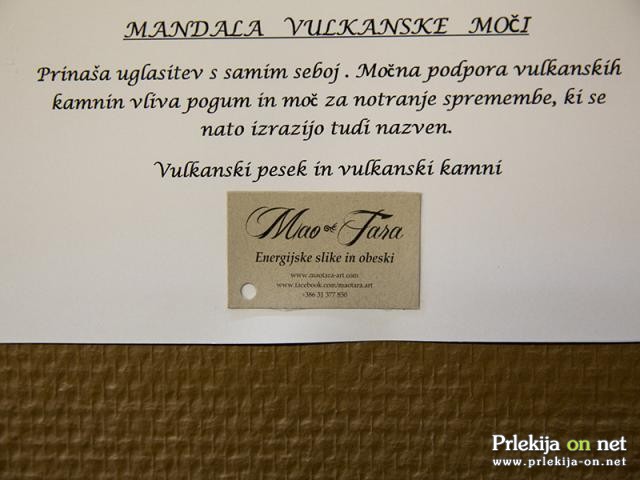 MANDALA VULKANSKE MOČI
Prinaša uglasitev s samim seboj . Močna podpora vulkanskih
kamnin vliva pogum in moč za notranje spremembe, ki se
nato izrazijo tudi nazven.
Vulkanski pesek in vulkanski kamni
Mao Tara
Energijske slike in obeski
www.maotara-art.com
www.facebook.com/maotara.art
+386 31 377 850
Prlekija on net
www.prlekija-on.net